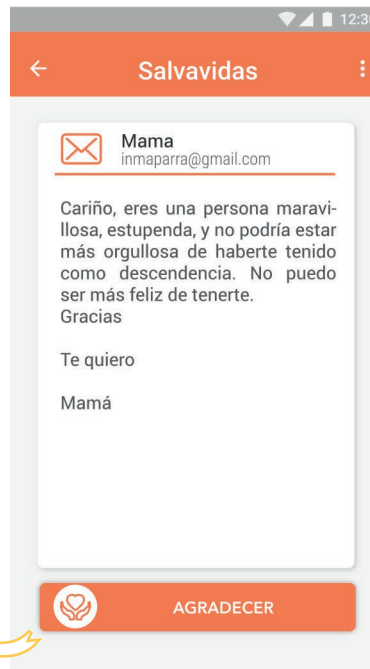 12:30
Salvavidas
Mama
inmaparra@gmail.com
Cariño, eres una persona maravi-
llosa, estupenda, y no podría estar
más orgullosa de haberte tenido
como descendencia. No puedo
ser más feliz de tenerte.
Gracias
Te quiero
Mamá
AGRADECER